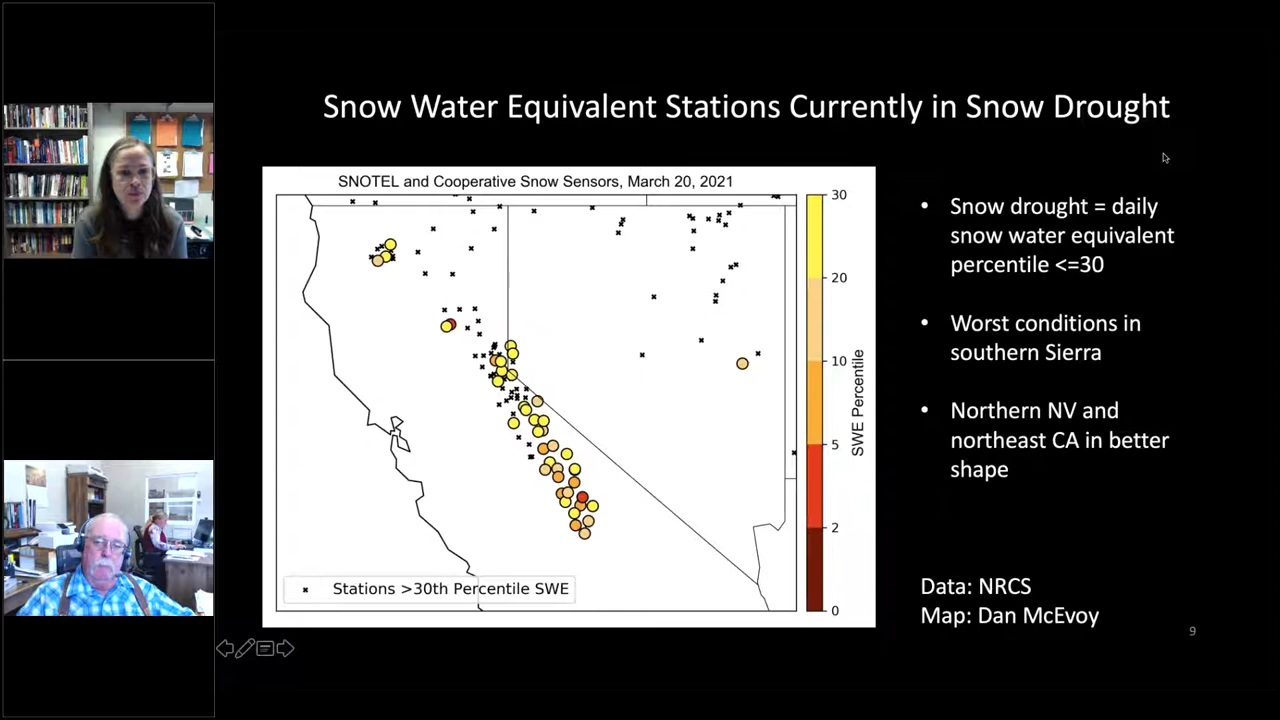 Snow Water Equivalent Stations Currently in Snow Drought
SNOTEL and Cooperative Snow Sensors, March 20, 2021
30
20
10
5
2
0
SWE Percentile
Stations >30th Percentile SWE
• Snow drought = daily
snow water equivalent
percentile <=30
• Worst conditions in
southern Sierra
• Northern NV and
northeast CA in better
shape
Data: NRCS
Map: Dan McEvoy
9